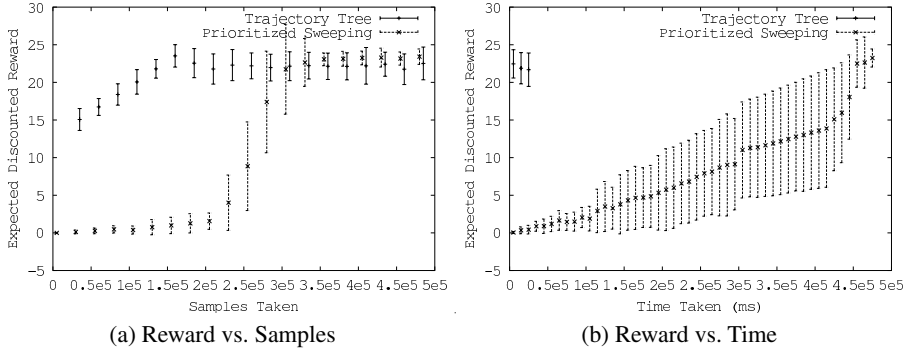 Trajectory Tree
Prioritized Sweeping
Expected Discounted Reward
30
25
20
15
10
5
0
−5
0 0.5e5 1e5 1.5e5 2e5 2.5e5 3e5 3.5e5 4e5 4.5e5 5e5
Samples Taken
(a) Reward vs. Samples
Trajectory Tree
Prioritized Sweeping
Expected Discounted Reward
30
25
20
15
10
5
0
−5
0 0.5e5 1e5 1.5e5 2e5 2.5e5 3e5 3.5e5 4e5 4.5e5 5e5
Time Taken (ms)
(b) Reward vs. Time